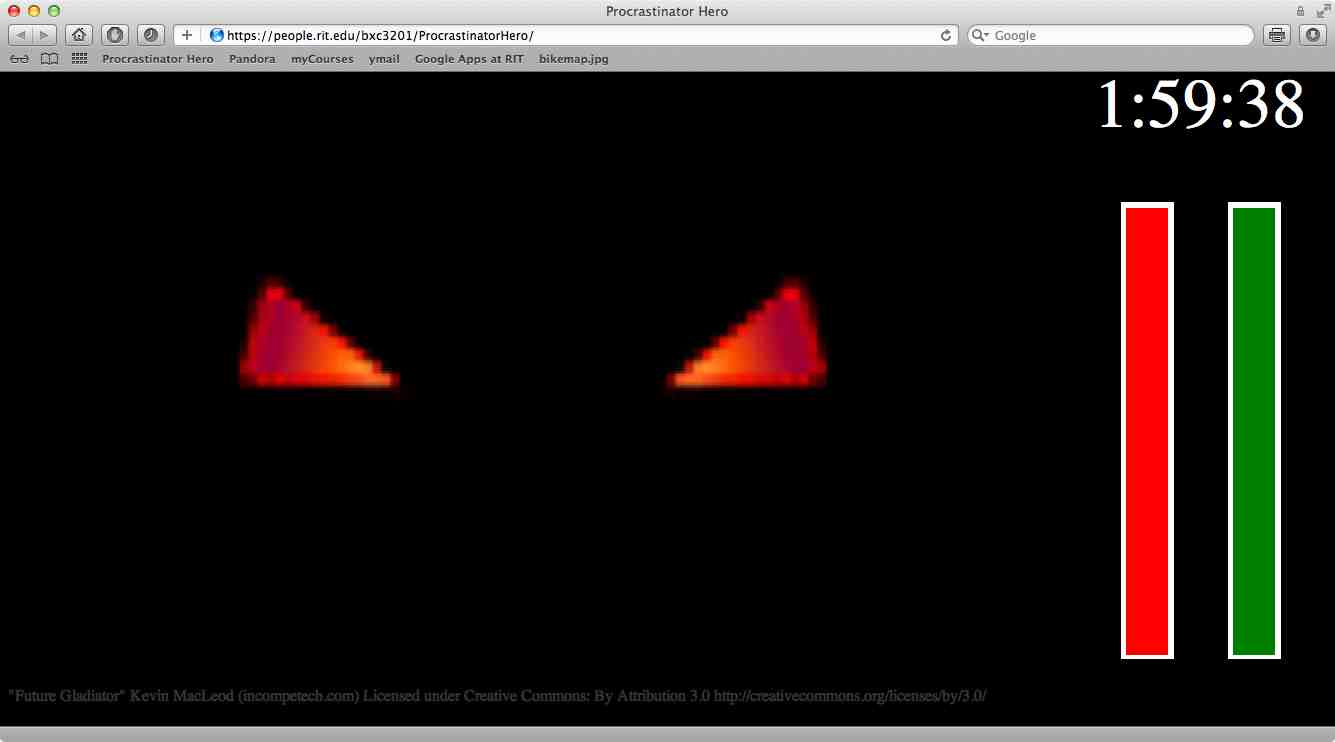 Procrastinator Hero
https://people.rit.edu/bxc3201/ProcrastinatorHero/
Google
Procrastinator Hero Pandora myCourses ymail Google Apps at RIT bikemap.jpg
1:59:38
"Future Gladiator" Kevin MacLeod (incompetech.com) Licensed under Creative Commons: By Attribution 3.0 http://creativecommons.org/licenses/by/3.0/